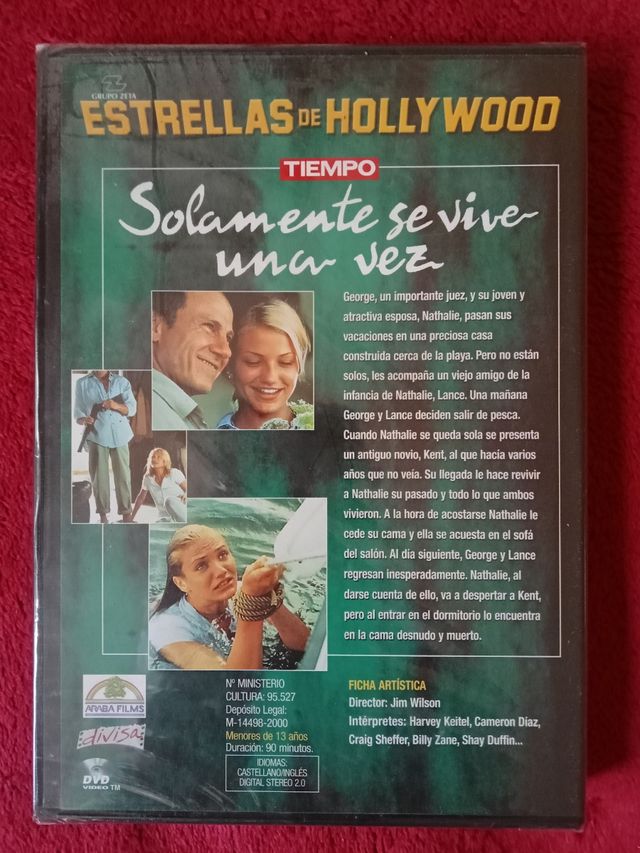 GRUPO ZETA
ESTRELLAS DE HOLLYWOOD
TIEMPO
Solamente se vive
una vez
George, un importante juez, y su joven y
atractiva esposa, Nathalie, pasan sus
vacaciones en una preciosa casa
construida cerca de la playa. Pero no están
solos, les acompaña un viejo amigo de la
infancia de Nathalie, Lance. Una mañana
George y Lance deciden salir de pesca.
Cuando Nathalie se queda sola se presenta
un antiguo novio, Kent, al que hacía varios
años que no veía. Su llegada le hace revivir
a Nathalie su pasado y todo lo que ambos
vivieron. A la hora de acostarse Nathalie le
cede su cama y ella se acuesta en el sofá
del salón. Al día siguiente, George y Lance
regresan inesperadamente. Nathalie, al
darse cuenta de ello, va a despertar a Kent,
pero al entrar en el dormitorio lo encuentra
en la cama desnudo y muerto.
ARABA FILMS
divisa
DVD
VIDEO TM
Nº MINISTERIO
CULTURA: 95.527
Depósito Legal:
M-14498-2000
Menores de 13 años
Duración: 90 minutos.
IDIOMAS:
CASTELLANO/INGLÉS
DIGITAL STEREO 2.0
FICHA ARTÍSTICA
Director: Jim Wilson
Intérpretes: Harvey Keitel, Cameron Díaz,
Craig Sheffer, Billy Zane, Shay Duffin...